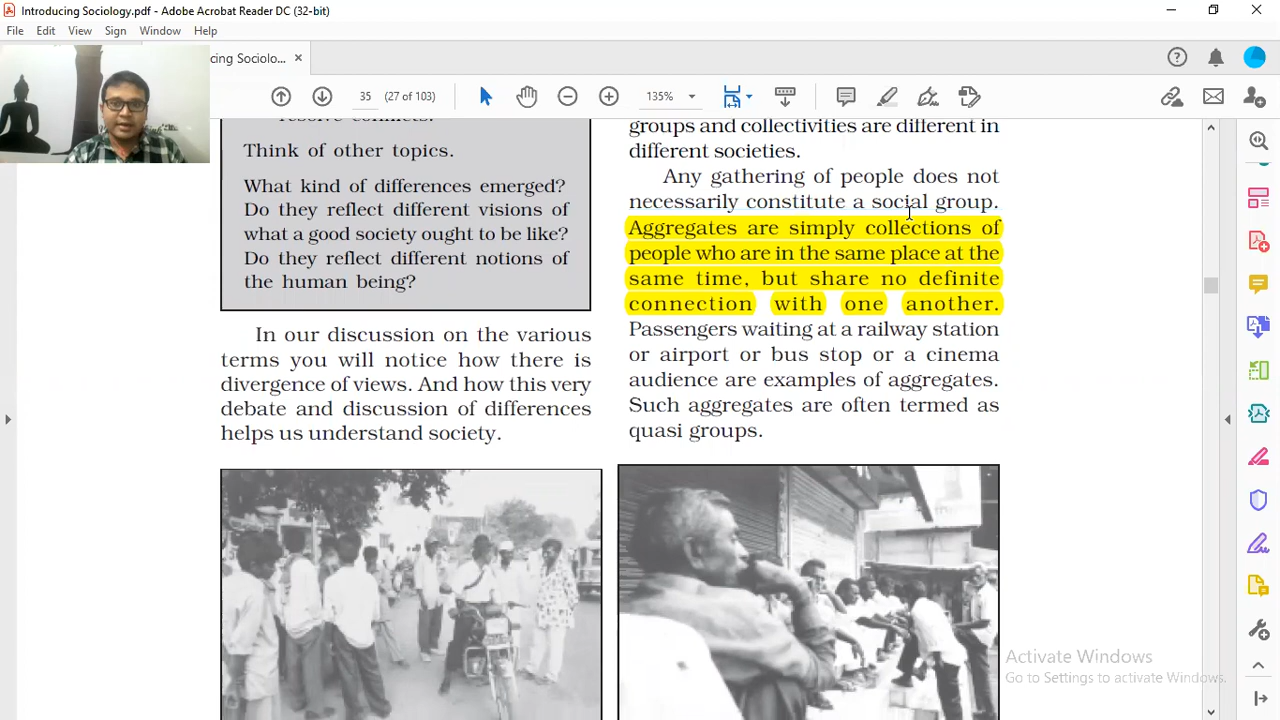 Introducing Sociology.pdf - Adobe Acrobat Reader DC (32-bit)
File Edit View Sign Window Help
cing Sociolo... ×
35 (27 of 103) 135%
resolve conflicts.
Think of other topics.
What kind of differences emerged?
Do they reflect different visions of
what a good society ought to be like?
Do they reflect different notions of
the human being?
In our discussion on the various
terms you will notice how there is
divergence of views. And how this very
debate and discussion of differences
helps us understand society.
groups and collectivities are different in
different societies.
Any gathering of people does not
necessarily constitute a social group.
Aggregates are simply collections of
people who are in the same place at the
same time, but share no definite
connection with one another.
Passengers waiting at a railway station
or airport or bus stop or a cinema
audience are examples of aggregates.
Such aggregates are often termed as
quasi groups.
Activate Windows
Go to Settings to activate Windows.